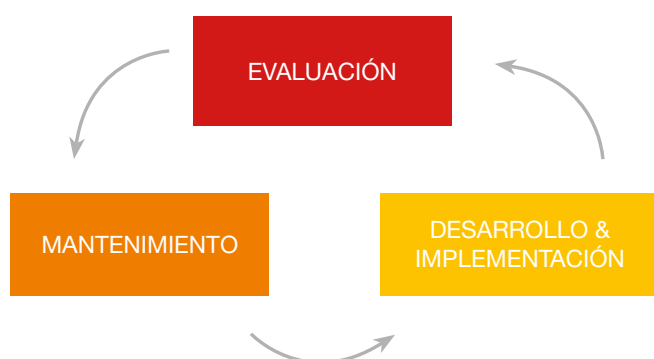 EVALUACIÓN
MANTENIMIENTO
DESARROLLO &
IMPLEMENTACIÓN